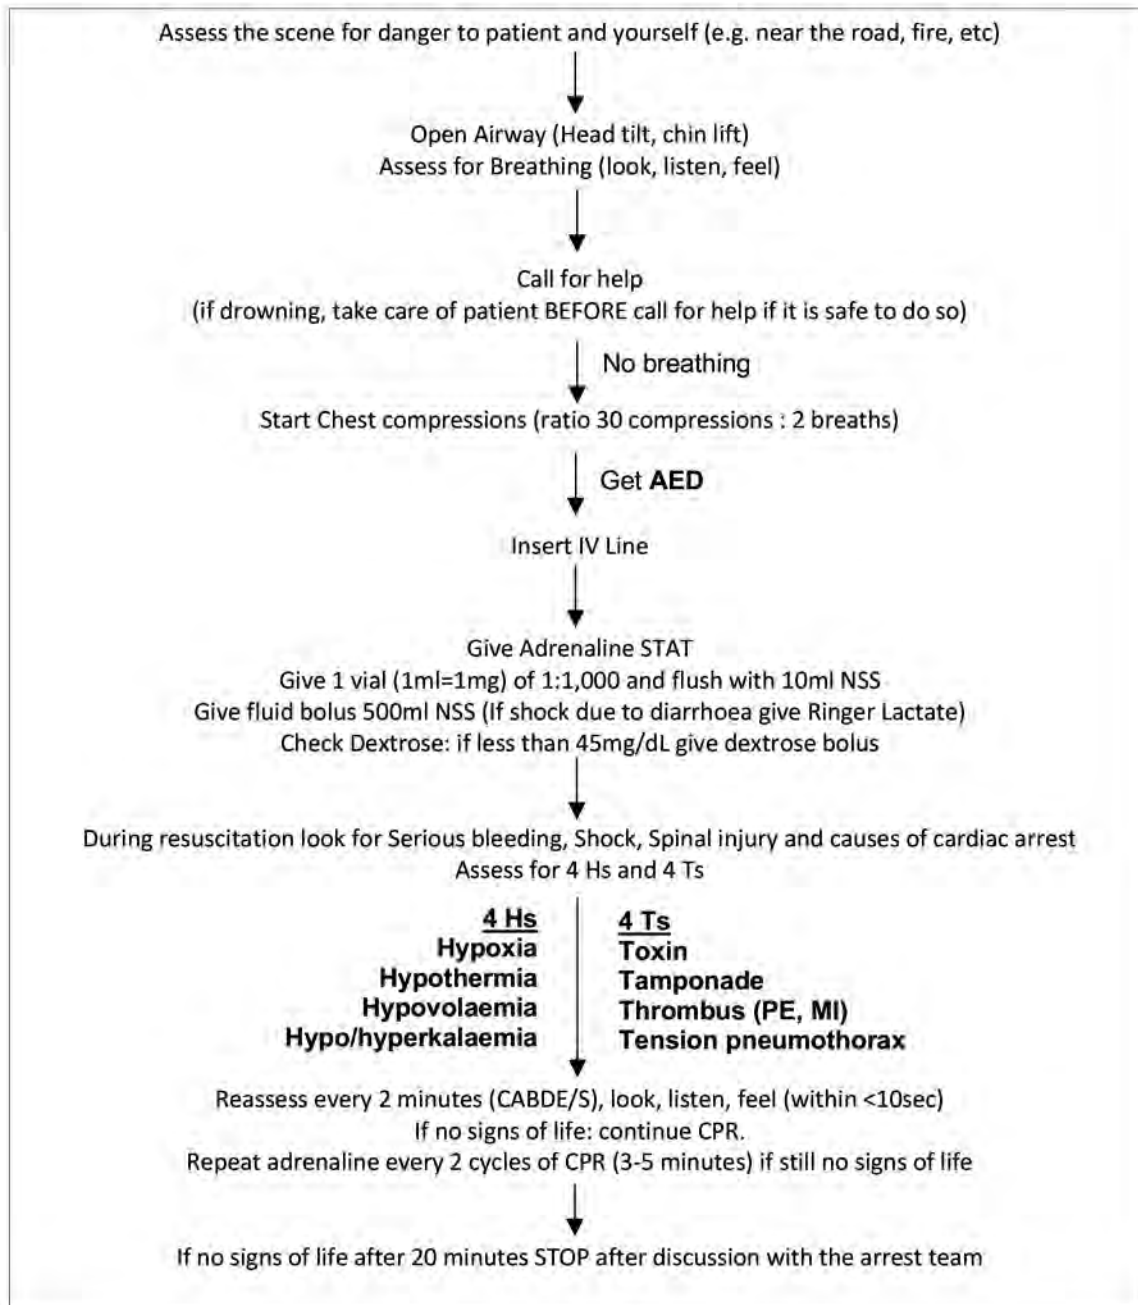 Assess the scene for danger to patient and yourself (e.g. near the road, fire, etc)
Open Airway (Head tilt, chin lift)
Assess for Breathing (look, listen, feel)
Call for help
(if drowning, take care of patient BEFORE call for help if it is safe to do so)
No breathing
Start Chest compressions (ratio 30 compressions : 2 breaths)
Get AED
Insert IV Line
Give Adrenaline STAT
Give 1 vial (1ml=1mg) of 1:1,000 and flush with 10ml NSS
Give fluid bolus 500ml NSS (If shock due to diarrhoea give Ringer Lactate)
Check Dextrose: if less than 45mg/dL give dextrose bolus
During resuscitation look for Serious bleeding, Shock, Spinal injury and causes of cardiac arrest
Assess for 4 Hs and 4 Ts
4 Hs
Hypoxia
Hypothermia
Hypovolaemia
Hypo/hyperkalaemia
4 Ts
Toxin
Tamponade
Thrombus (PE, MI)
Tension pneumothorax
Reassess every 2 minutes (CABDE/S), look, listen, feel (within <10sec)
If no signs of life: continue CPR.
Repeat adrenaline every 2 cycles of CPR (3-5 minutes) if still no signs of life
If no signs of life after 20 minutes STOP after discussion with the arrest team